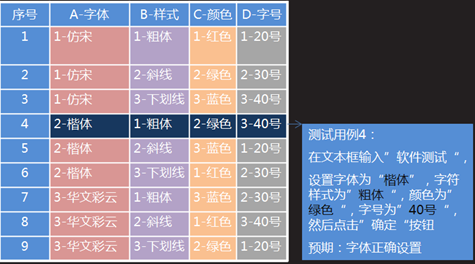 序号 A-字体 B-样式 C-颜色 D-字号
1 1-仿宋 1-粗体 1-红色 1-20号
2 1-仿宋 2-斜线 2-绿色 2-30号
3 1-仿宋 3-下划线 3-蓝色 3-40号
4 2-楷体 1-粗体 2-绿色 3-40号
5 2-楷体 2-斜线 3-蓝色 1-20号
6 2-楷体 3-下划线 1-红色 2-30号
7 3-华文彩云 1-粗体 3-蓝色 2-30号
8 3-华文彩云 2-斜线 1-红色 3-40号
9 3-华文彩云 3-下划线 2-绿色 1-20号
测试用例4：
在文本框输入”软件测试“，
设置字体为”楷体”，字符
样式为”粗体“，颜色为”
绿色“，字号为”40号“，
然后点击”确定“按钮
预期：字体正确设置